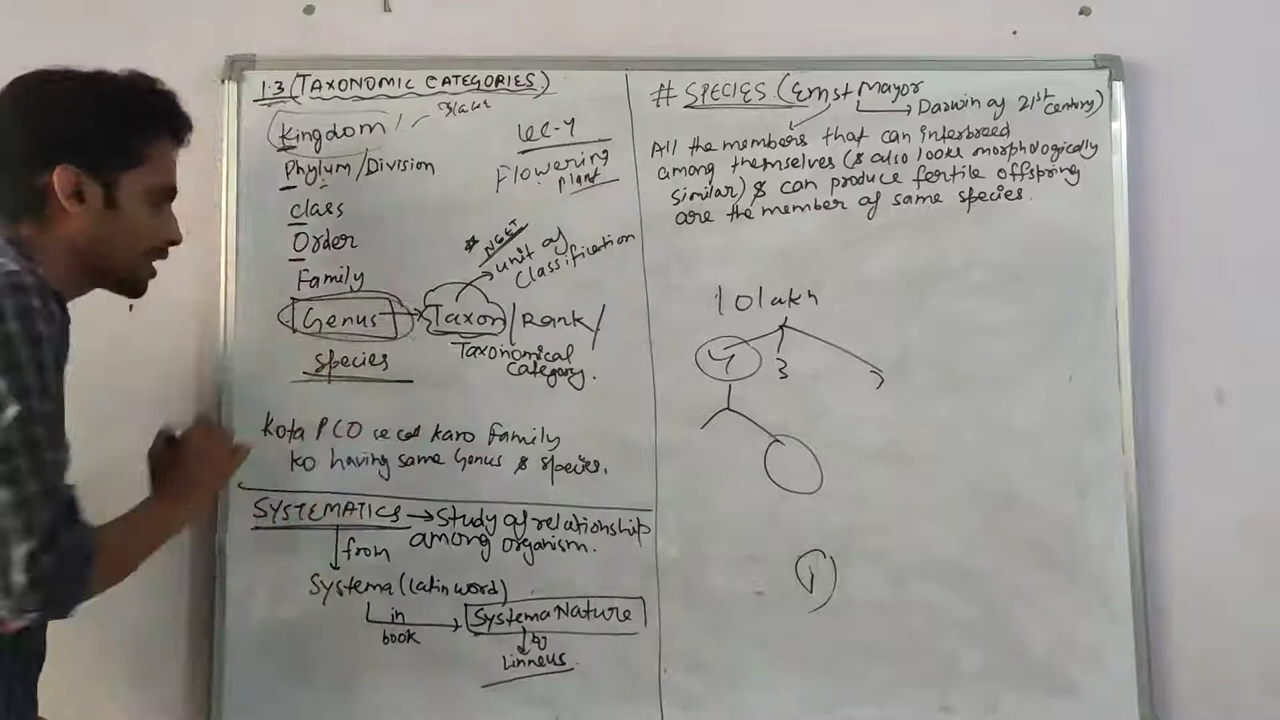 1.3 (TAXONOMIC CATEGORIES)
Kingdom /
Phylum/Division
Class
Order
Family
Genus → Taxon /Rank/
Taxonomical
Category.
Species
Lec-4
Flowering
Plant
* NEET
unit of
Classification
Kota PCO se call karo Family
ko having same Genus & Species.
SYSTEMATICS → Study of relationship
among organism.
from
Systema (Latin word)
in
book
Systema Nature
by
Linneus
# SPECIES (Ernst Mayor
Darwin of 21st century)
All the members that can interbreed
among themselves (& also looks morphologically
similar) & can produce fertile offspring
are the member of same species.
10 lakh
4 3
1